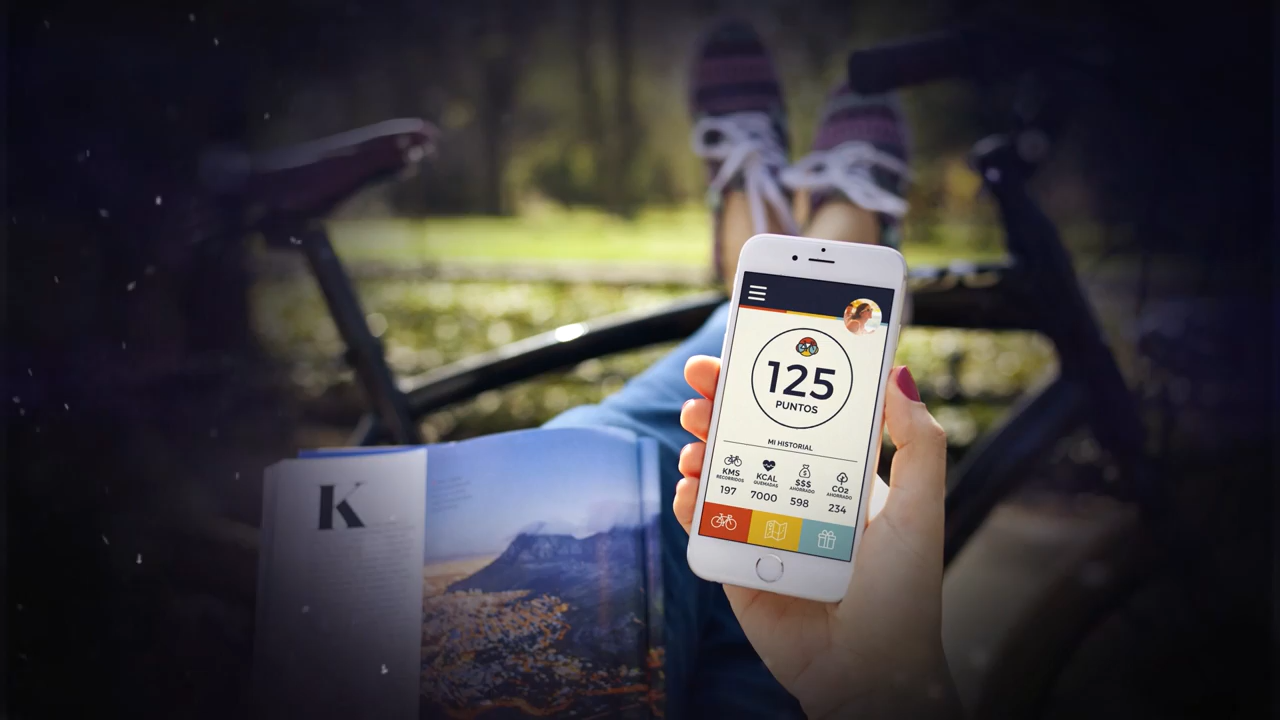 K
125
PUNTOS
MI HISTORIAL
KMS KCAL $$$ CO2
RECORRIDOS QUEMADAS AHORRADO AHORRADO
197 7000 598 234